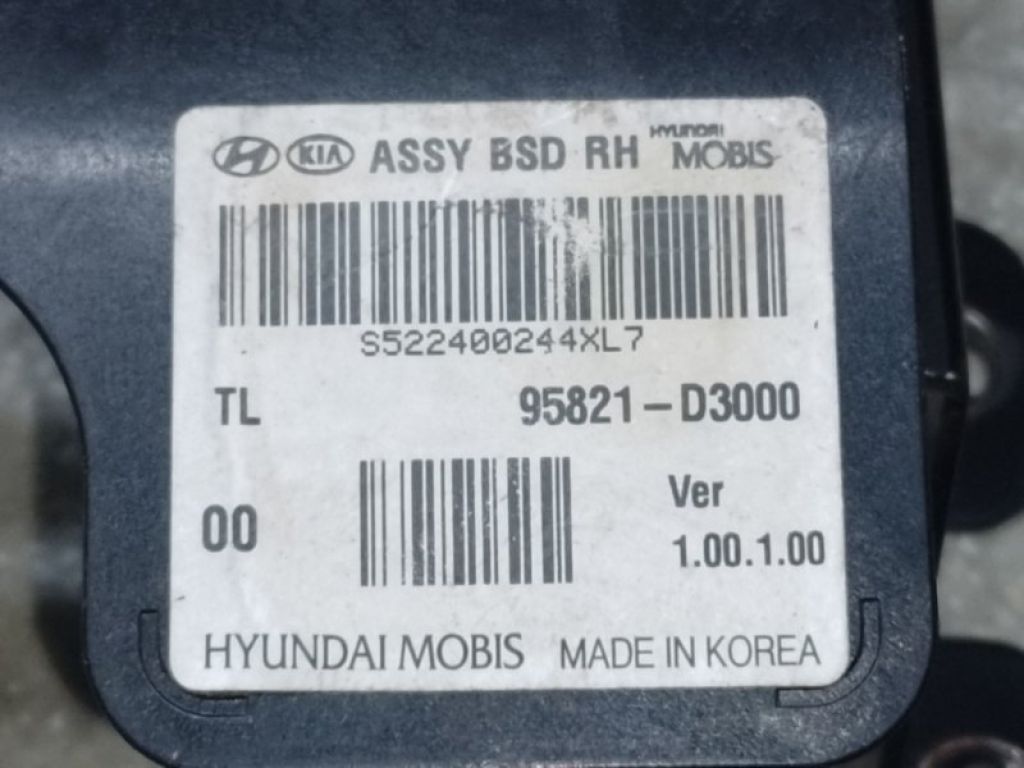 KIA ASSY BSD RH HYUNDAI MOBIS
S522400244XL7
TL 95821-D3000
00 Ver 1.00.1.00
HYUNDAI MOBIS MADE IN KOREA